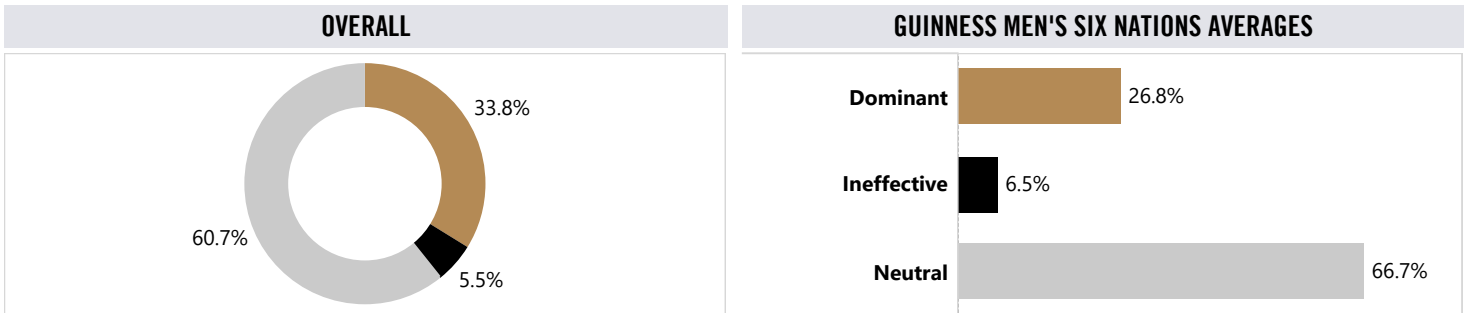 OVERALL
33.8%
60.7%
5.5%
GUINNESS MEN'S SIX NATIONS AVERAGES
Dominant 26.8%
Ineffective 6.5%
Neutral 66.7%